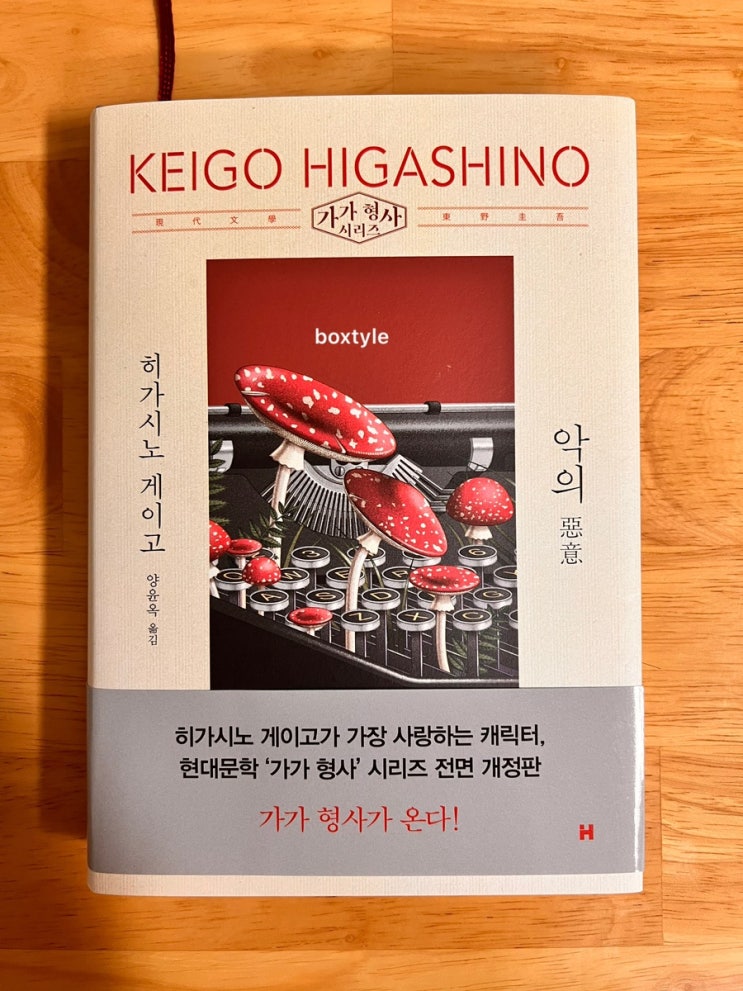 KEIGO HIGASHINO
現代文學
가가 형사
시리즈
東野圭吾
boxtyle
히가시노 게이고
양윤옥 옮김
악의 惡意
3
A S D Z X C
히가시노 게이고가 가장 사랑하는 캐릭터,
현대문학 ‘가가 형사’ 시리즈 전면 개정판
가가 형사가 온다!
H